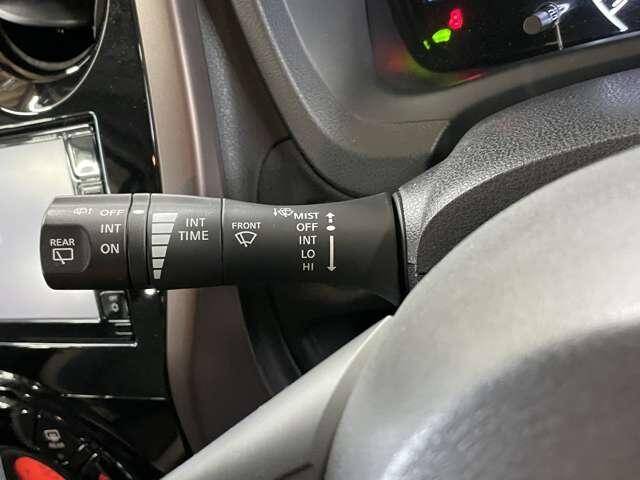 OFF
INT
ON
REAR
INT
TIME
FRONT
MIST
OFF
INT
LO
HI